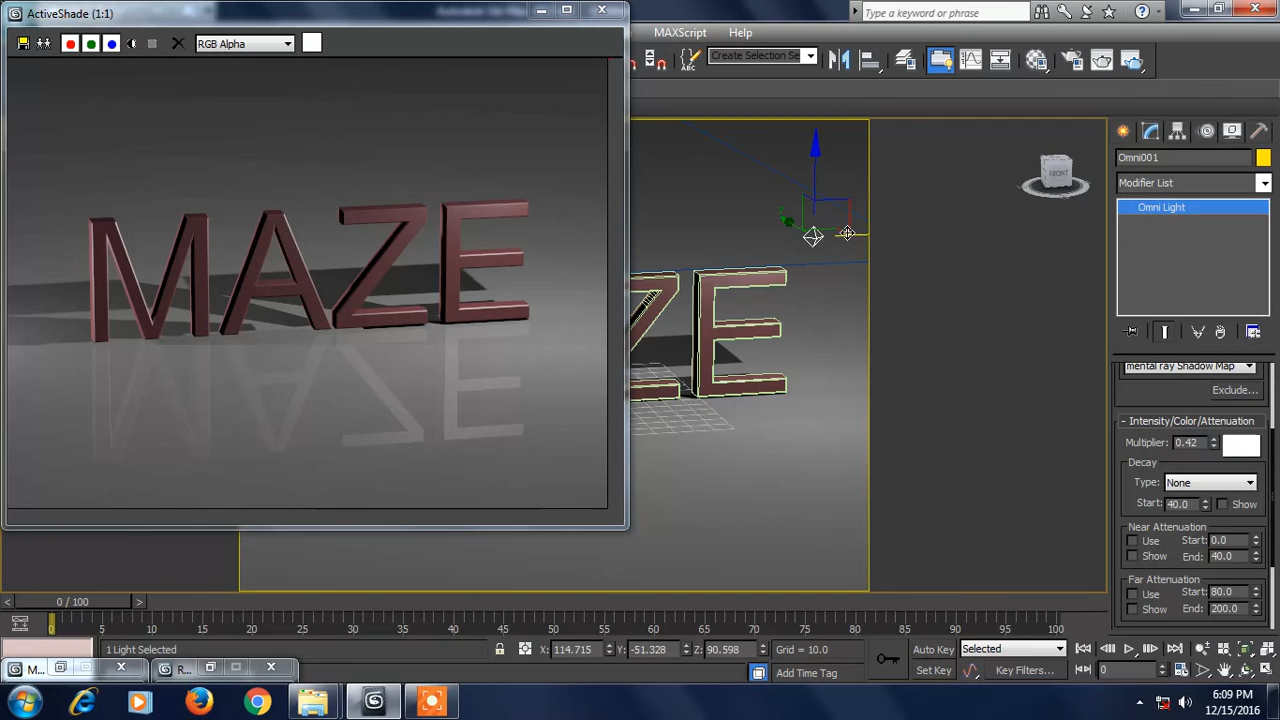 ActiveShade (1:1)
Type a keyword or phrase
RGB Alpha
MAXScript
Help
Create Selection Se
Omni001
Modifier List
Omni Light
FRONT
MAZE
ZE
mental ray Shadow Map
Exclude...
Intensity/Color/Attenuation
Multiplier: 0.42
Decay
Type: None
Start: 40.0
Show
Near Attenuation
Use
Start: 0.0
Show
End: 40.0
Far Attenuation
Use
Start: 80.0
Show
End: 200.0
0 / 100
0 5 10 15 20 25 30 35 40 45 50 55 60 65 70 75 80 85 90 95 100
1 Light Selected
X: 114.715
Y: -51.328
Z: 90.598
Grid = 10.0
Auto Key
Selected
M...
R...
Add Time Tag
Set Key
Key Filters...
0
6:09 PM
12/15/2016